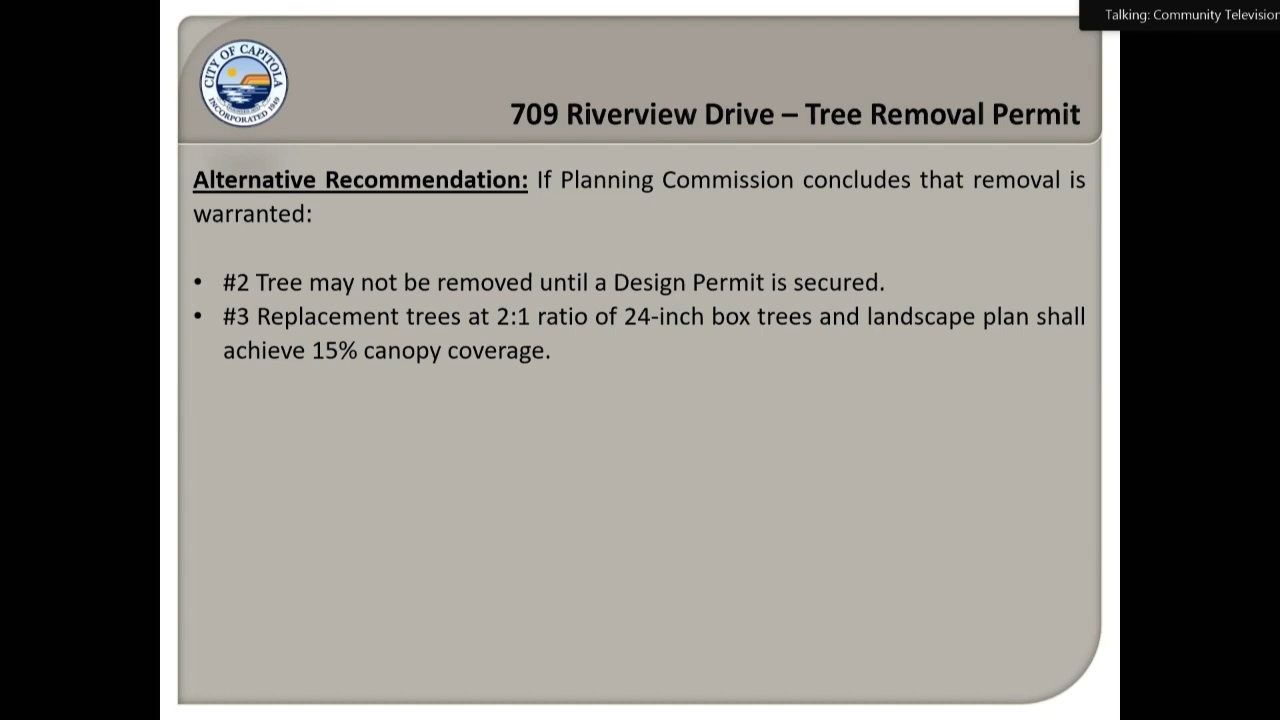 Talking: Community Television
CITY OF CAPITOLA
INCORPORATED 1949
709 Riverview Drive – Tree Removal Permit
Alternative Recommendation: If Planning Commission concludes that removal is
warranted:
• #2 Tree may not be removed until a Design Permit is secured.
• #3 Replacement trees at 2:1 ratio of 24-inch box trees and landscape plan shall
achieve 15% canopy coverage.